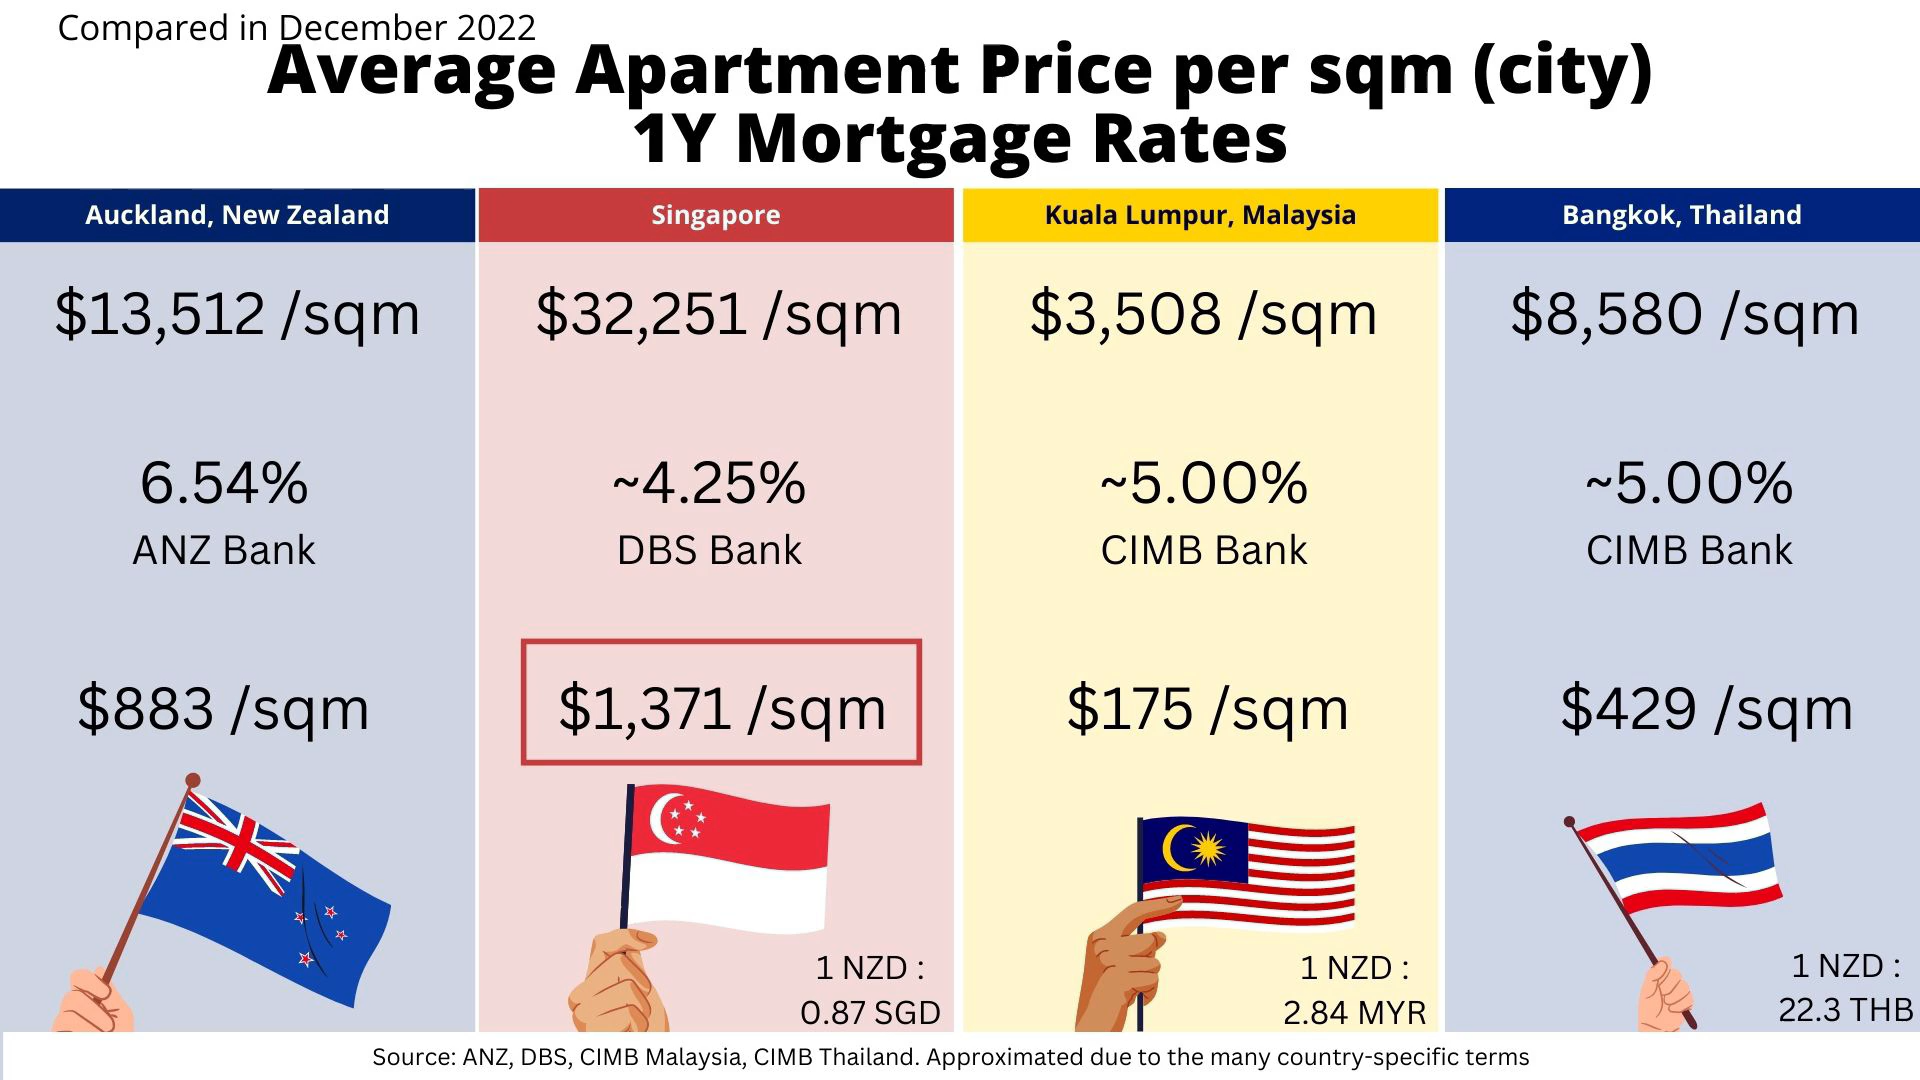 Compared in December 2022
Average Apartment Price per sqm (city)
1Y Mortgage Rates
Auckland, New Zealand
$13,512 /sqm
6.54%
ANZ Bank
$883 /sqm
Singapore
$32,251 /sqm
~4.25%
DBS Bank
$1,371 /sqm
1 NZD :
0.87 SGD
Kuala Lumpur, Malaysia
$3,508 /sqm
~5.00%
CIMB Bank
$175 /sqm
1 NZD :
2.84 MYR
Bangkok, Thailand
$8,580 /sqm
~5.00%
CIMB Bank
$429 /sqm
1 NZD :
22.3 THB
Source: ANZ, DBS, CIMB Malaysia, CIMB Thailand. Approximated due to the many country-specific terms